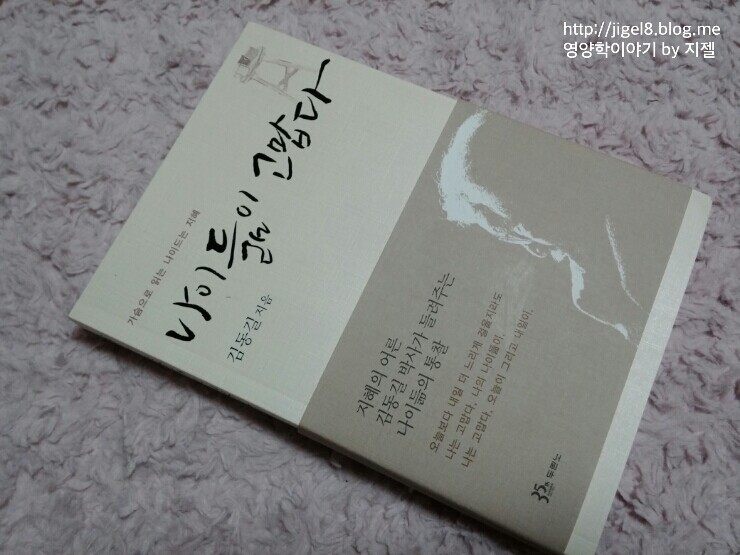 http://jigel8.blog.me
영양학이야기 by 지젤
가슴으로 읽는 나이드는 지혜
나이듦이 고맙다
김동길 지음
지혜의 어른
김동길 박사가 들려주는
나이듦의 통찰
오늘보다 내일 더 느리게 걸을지라도
나는 고맙다. 나의 나이듦이.
나는 고맙다. 오늘이 그리고 내일이.
35
두란노